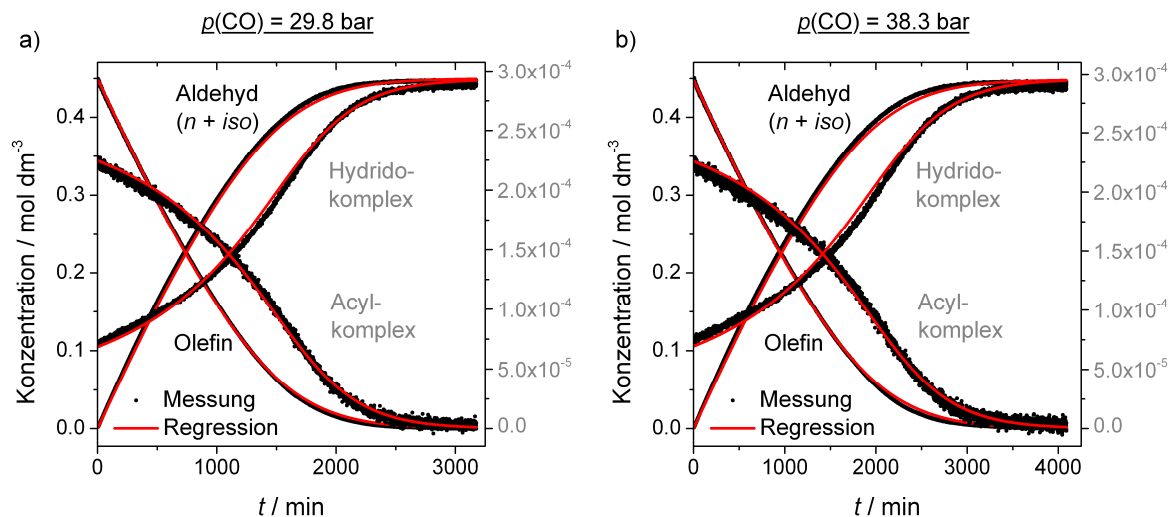 p(CO) = 29.8 bar
a)
Aldehyd
(n + iso)
Hydrido-
komplex
Acyl-
komplex
Olefin
Messung
Regression
Konzentration / mol dm-3
0.4
0.3
0.2
0.1
0.0
3.0x10-4
2.5x10-4
2.0x10-4
1.5x10-4
1.0x10-4
5.0x10-5
0.0
0 1000 2000 3000
t / min
p(CO) = 38.3 bar
b)
Aldehyd
(n + iso)
Hydrido-
komplex
Acyl-
komplex
Olefin
Messung
Regression
Konzentration / mol dm-3
0.4
0.3
0.2
0.1
0.0
3.0x10-4
2.5x10-4
2.0x10-4
1.5x10-4
1.0x10-4
5.0x10-5
0.0
0 1000 2000 3000 4000
t / min